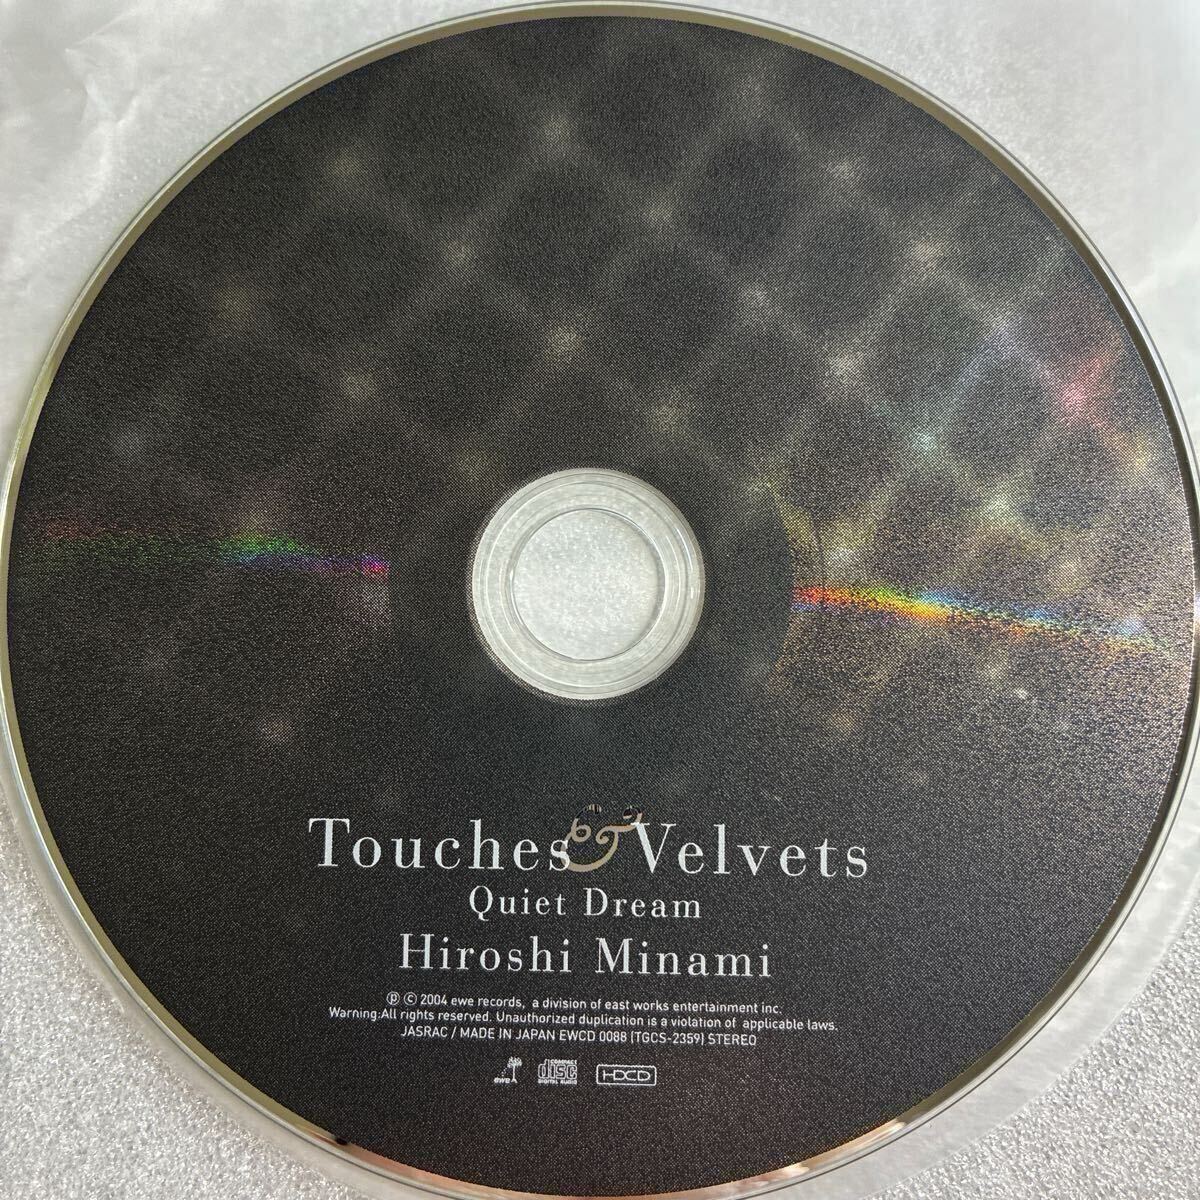 Touches & Velvets
Quiet Dream
Hiroshi Minami
℗ © 2004 ewe records, a division of east works entertainment inc.
Warning:All rights reserved. Unauthorized duplication is a violation of applicable laws.
JASRAC / MADE IN JAPAN EWCD 0088 (TGCS-2359) STEREO
ewe COMPACT disc DIGITAL AUDIO HDCD